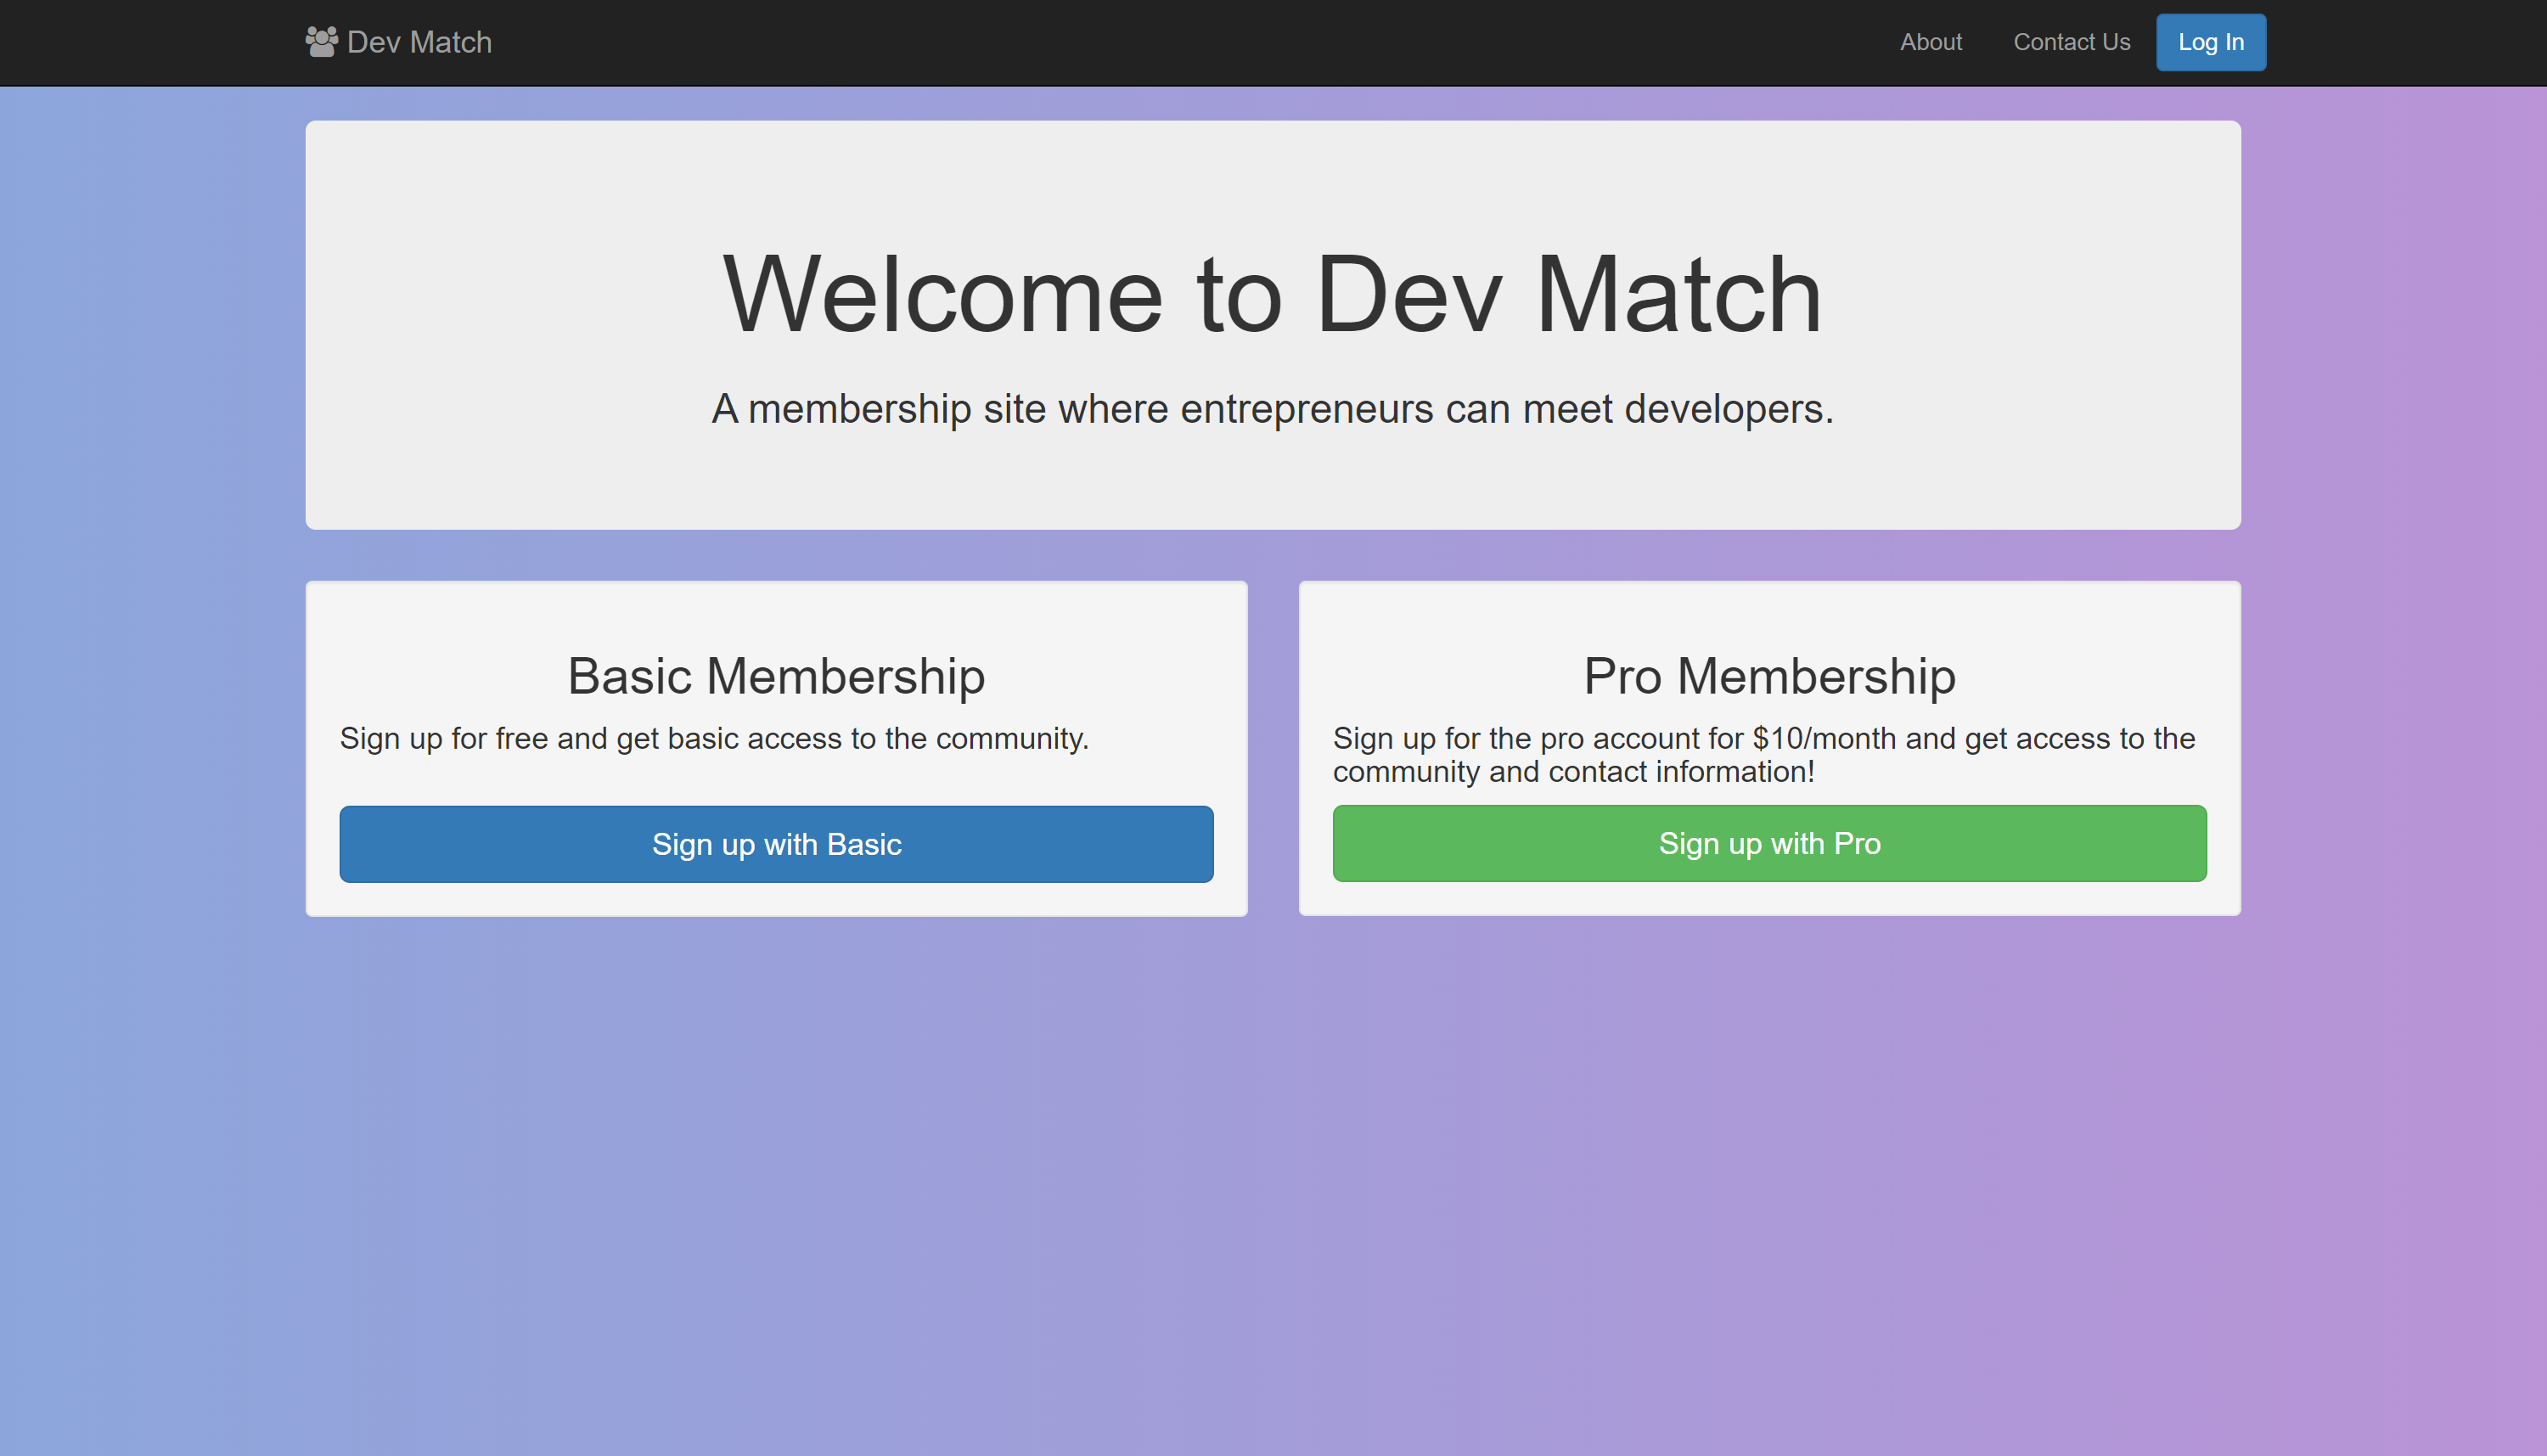 Dev Match
About
Contact Us
Log In
Welcome to Dev Match
A membership site where entrepreneurs can meet developers.
Basic Membership
Sign up for free and get basic access to the community.
Sign up with Basic
Pro Membership
Sign up for the pro account for $10/month and get access to the
community and contact information!
Sign up with Pro